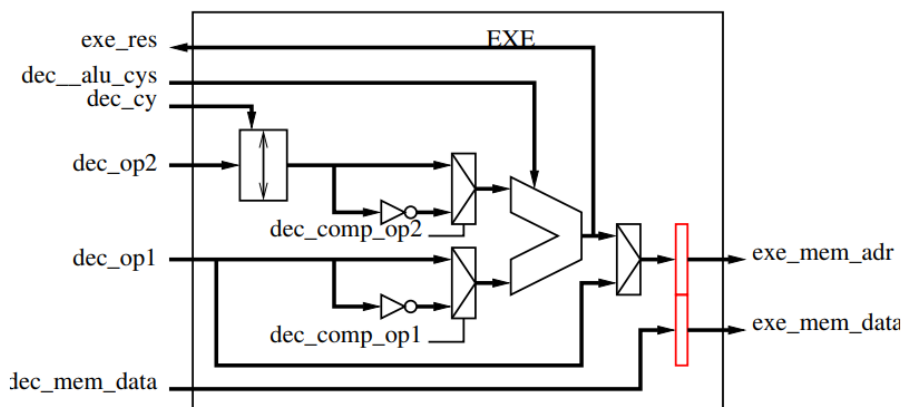 exe_res
EXE
dec__alu_cys
dec_cy
dec_op2
dec_comp_op2
dec_op1
exe_mem_adr
exe_mem_data
dec_comp_op1
dec_mem_data